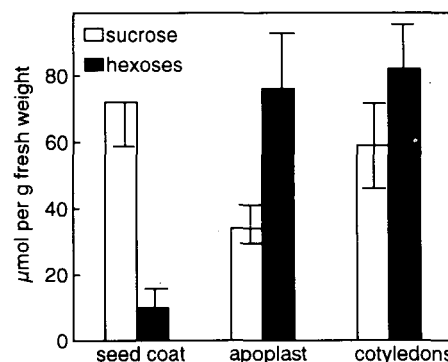 sucrose
hexoses
µmol per g fresh weight
80
60
40
20
0
seed coat apoplast cotyledons